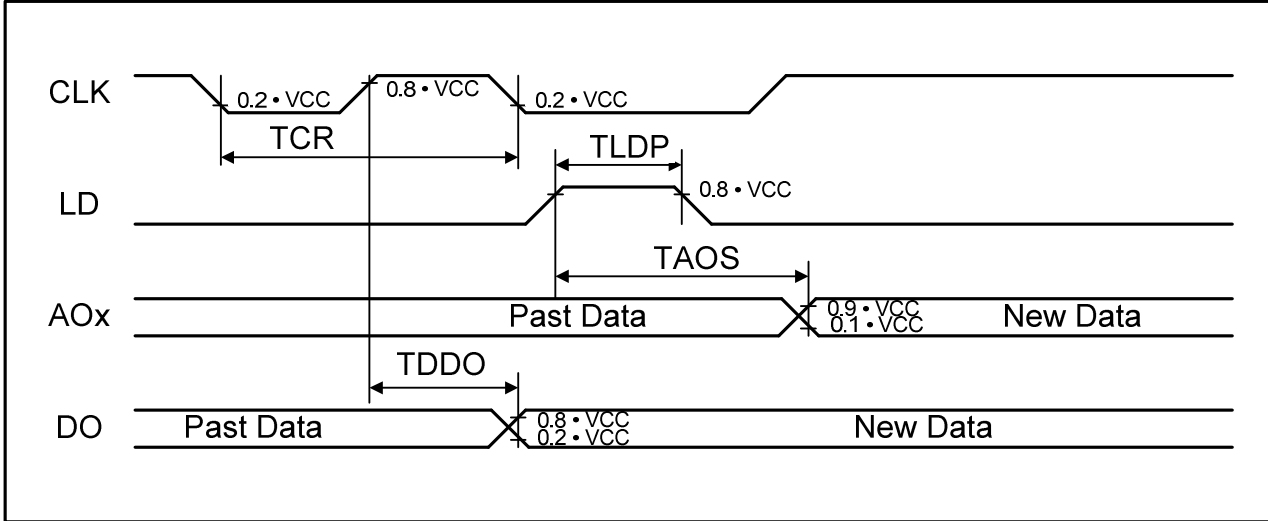 CLK
0.2 • VCC
0.8 • VCC
0.2 • VCC
TCR
TLDP
LD
0.8 • VCC
TAOS
AOx
Past Data
0.9 • VCC
0.1 • VCC
New Data
TDDO
DO
Past Data
0.8 • VCC
0.2 • VCC
New Data